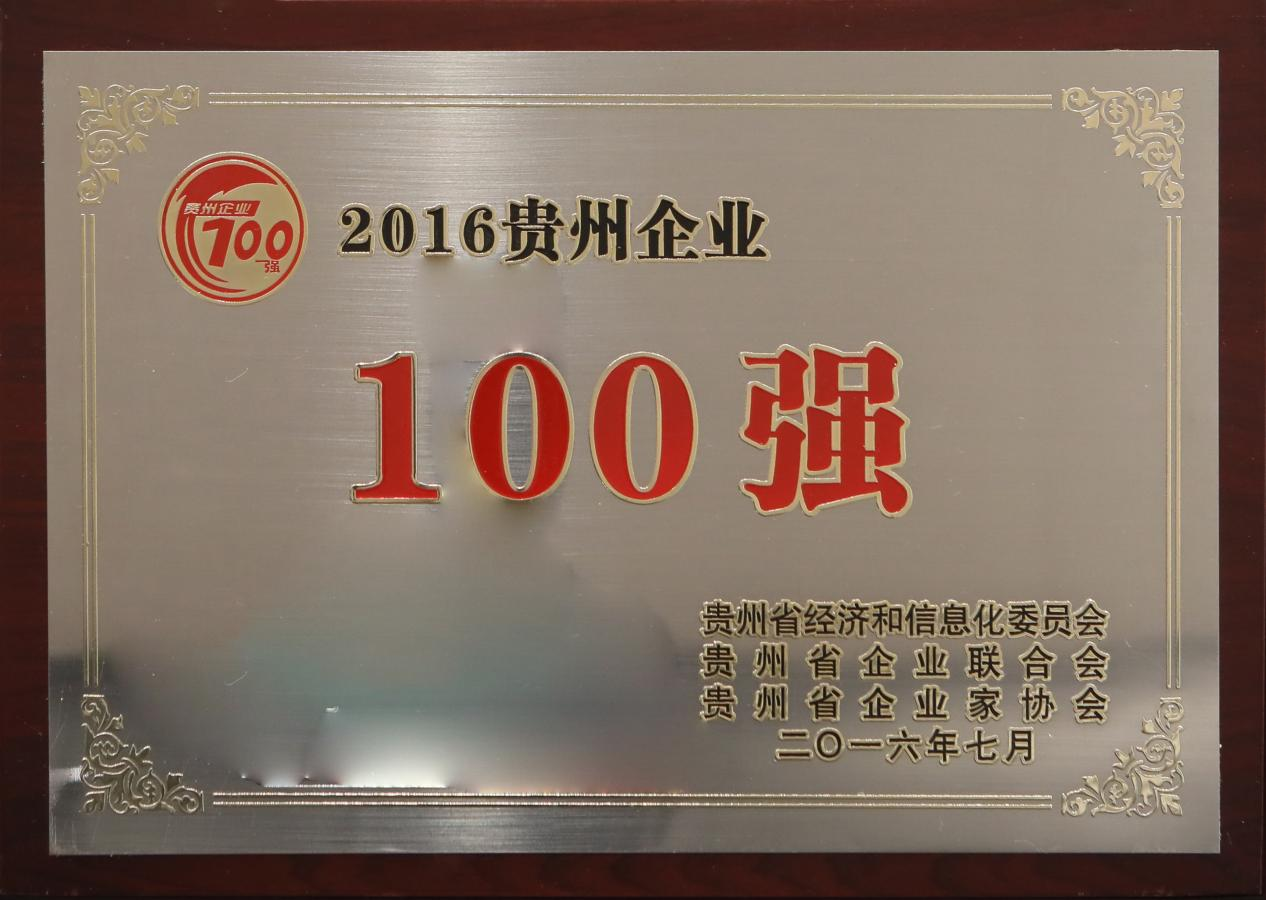 贵州企业
100
强
2016贵州企业
100强
贵州省经济和信息化委员会
贵州省企业联合会
贵州省企业家协会
二〇一六年七月